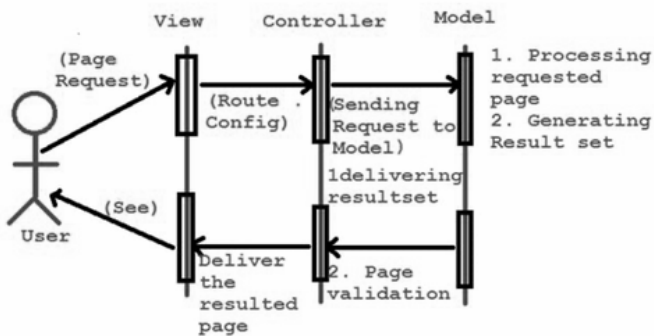 View Controller Model
(Page
Request)
(Route
Config)
(Sending
Request to
Model)
1. Processing
requested
page
2. Generating
Result set
1delivering
resultset
(See)
User
Deliver
the
resulted
page
2. Page
validation